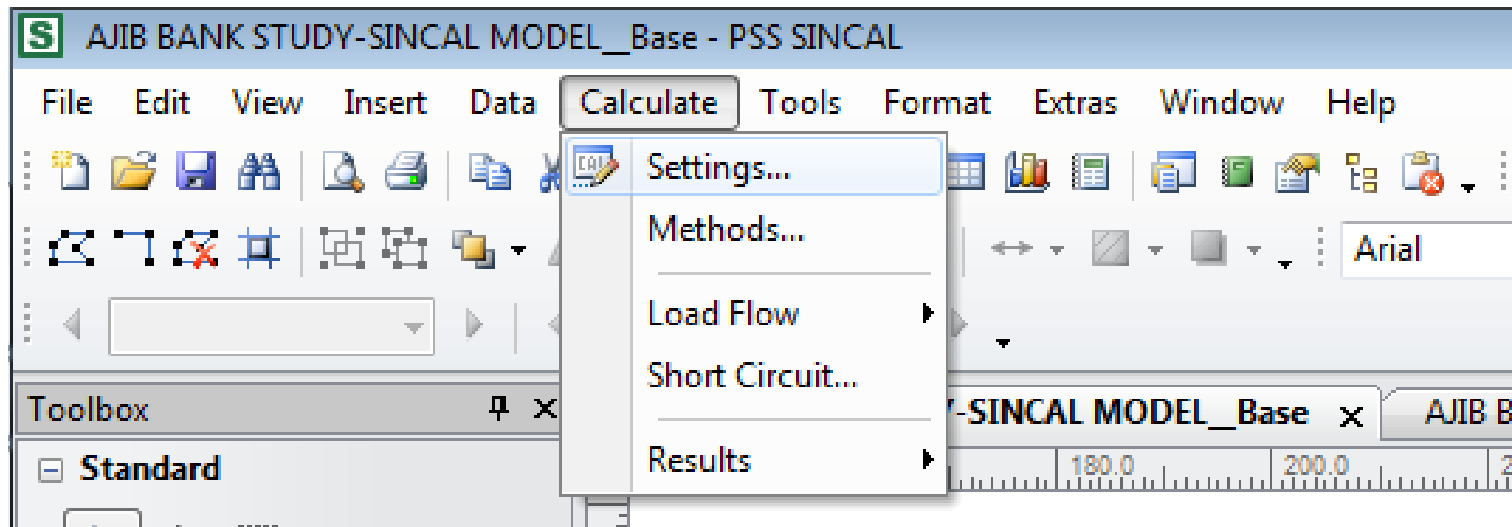 S AJIB BANK STUDY-SINCAL MODEL__Base - PSS SINCAL
File Edit View Insert Data Calculate Tools Format Extras Window Help
Settings...
Methods...
Arial
Load Flow
Short Circuit...
Toolbox
-SINCAL MODEL__Base x AJIB B
Standard
Results
180.0 200.0 2